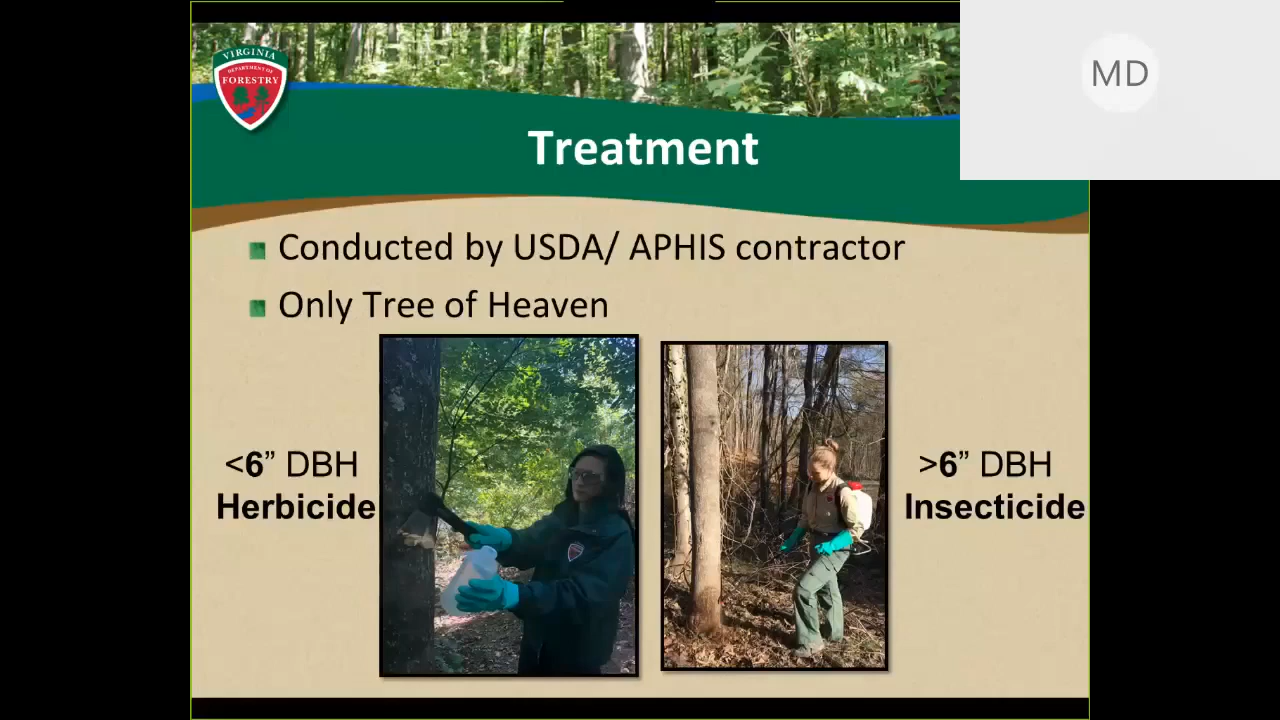 VIRGINIA
DEPARTMENT OF
FORESTRY
MD
Treatment
Conducted by USDA/ APHIS contractor
Only Tree of Heaven
<6” DBH
Herbicide
>6” DBH
Insecticide